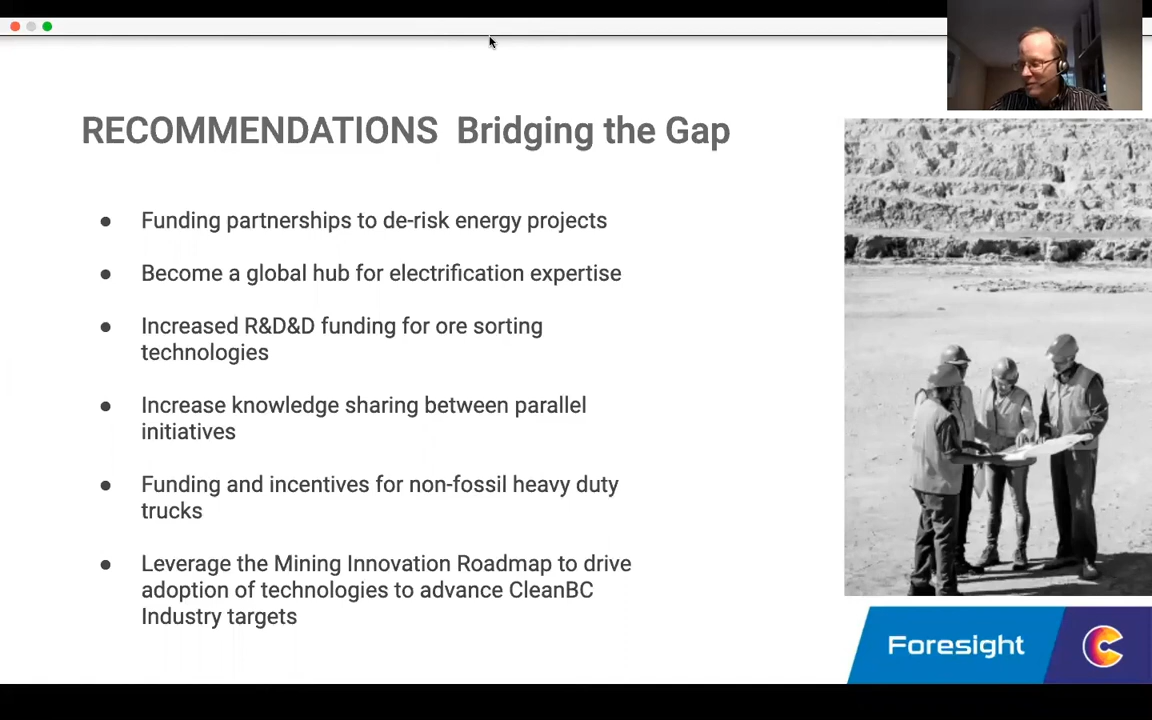 RECOMMENDATIONS Bridging the Gap
● Funding partnerships to de-risk energy projects
● Become a global hub for electrification expertise
● Increased R&D&D funding for ore sorting
technologies
● Increase knowledge sharing between parallel
initiatives
● Funding and incentives for non-fossil heavy duty
trucks
● Leverage the Mining Innovation Roadmap to drive
adoption of technologies to advance CleanBC
Industry targets
Foresight